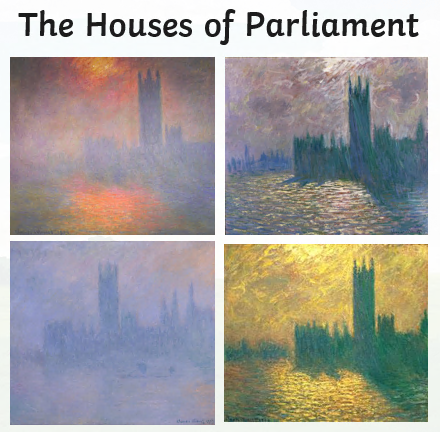 The Houses of Parliament